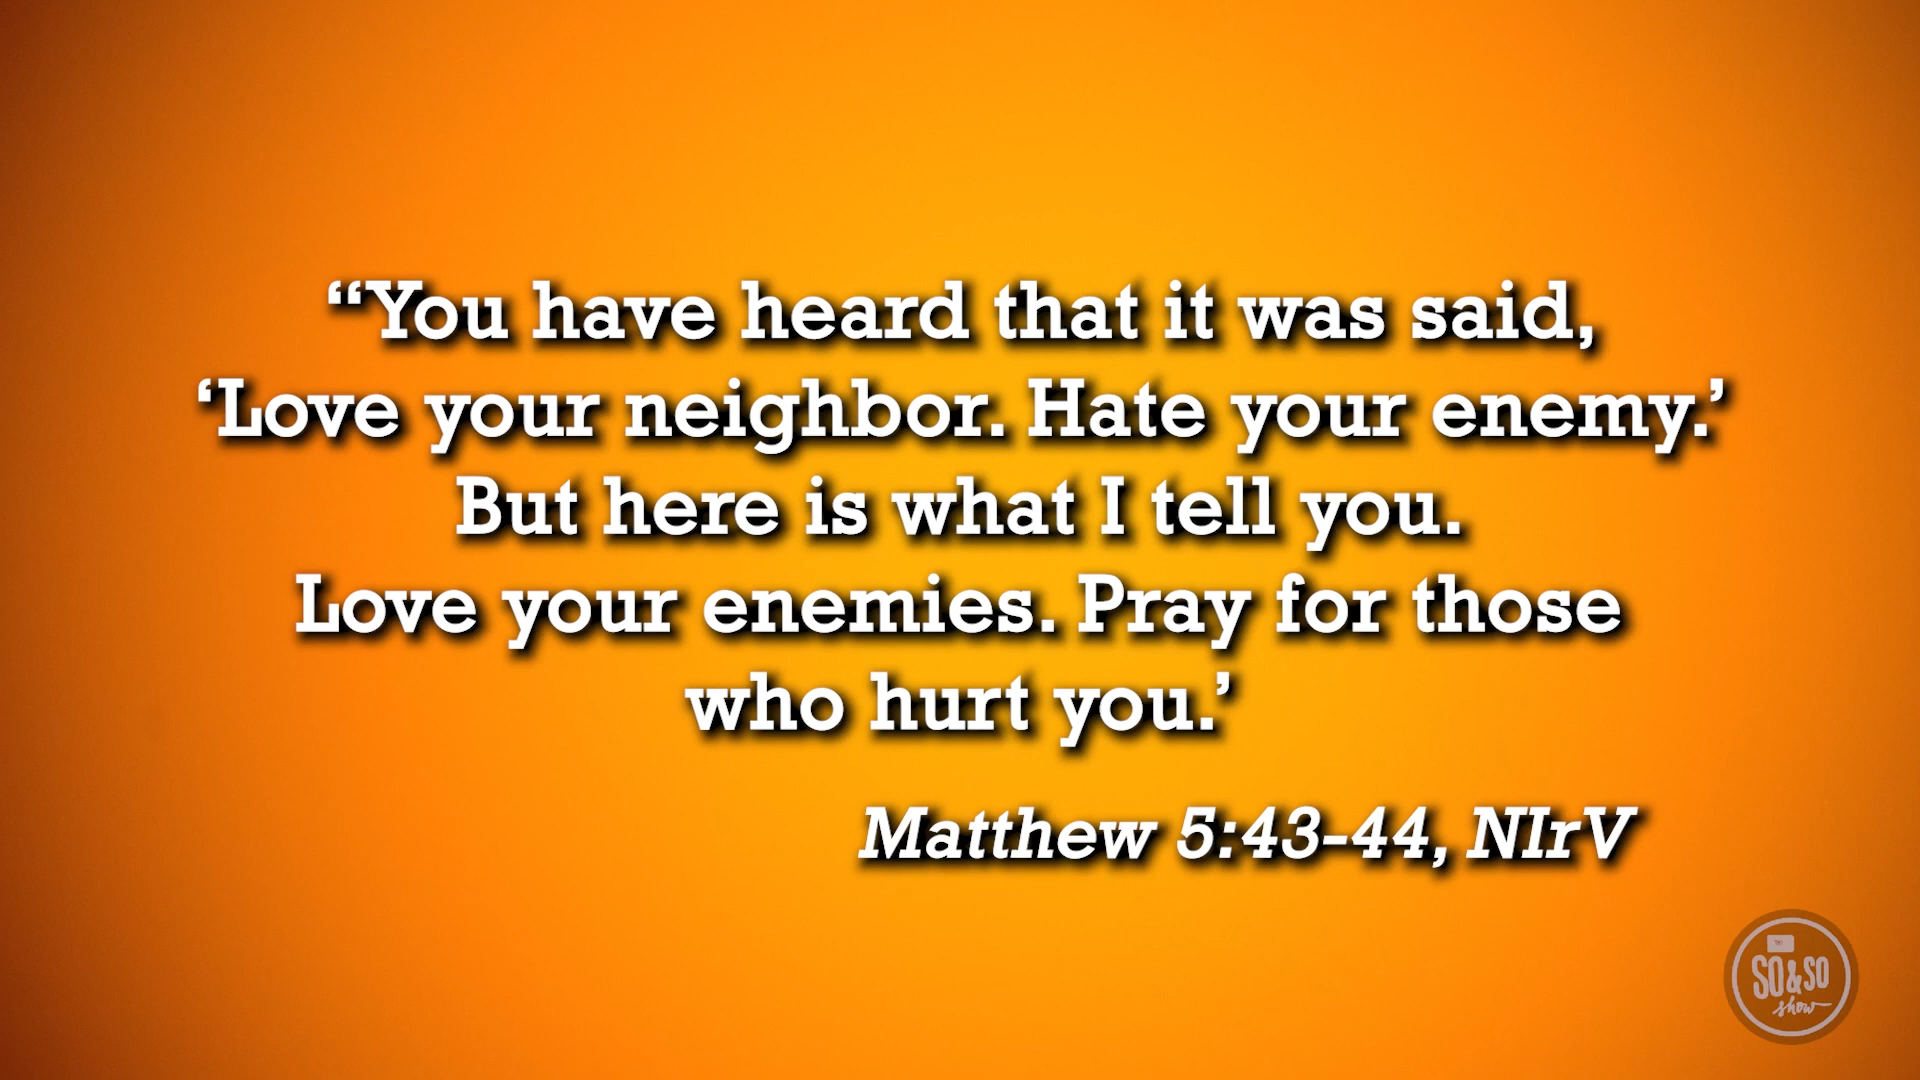 “You have heard that it was said,
‘Love your neighbor. Hate your enemy.’
But here is what I tell you.
Love your enemies. Pray for those
who hurt you.’
Matthew 5:43-44, NIrV
SO & SO
show